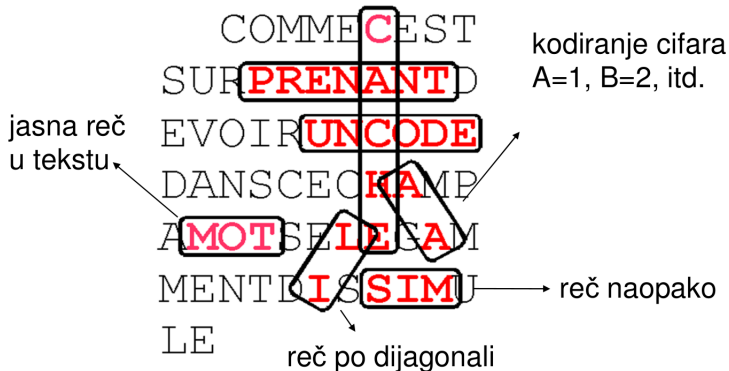 COMMECEST
kodiranje cifara
A=1, B=2, itd.
SURPRENANTD
jasna reč
u tekstu
EVOIRUNCODE
DANSCECHAMP
AMOTSELEGAM
MENTDISSIMU
reč naopako
LE
reč po dijagonali